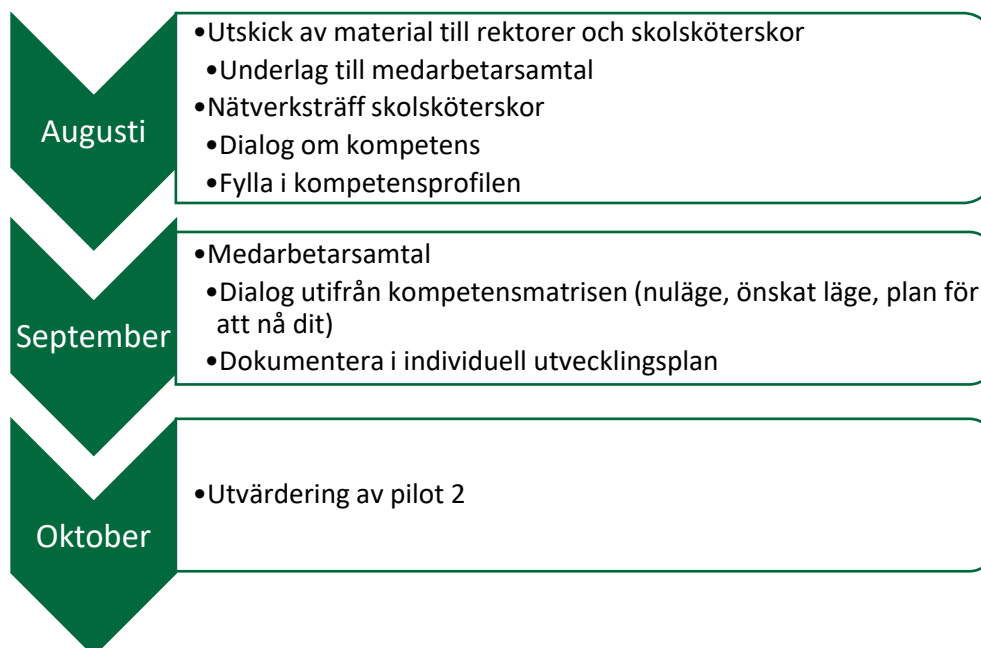 Augusti
•Utskick av material till rektorer och skolsköterskor
•Underlag till medarbetarsamtal
•Nätverksträff skolsköterskor
•Dialog om kompetens
•Fylla i kompetensprofilen
September
•Medarbetarsamtal
•Dialog utifrån kompetensmatrisen (nuläge, önskat läge, plan för
att nå dit)
•Dokumentera i individuell utvecklingsplan
Oktober
•Utvärdering av pilot 2